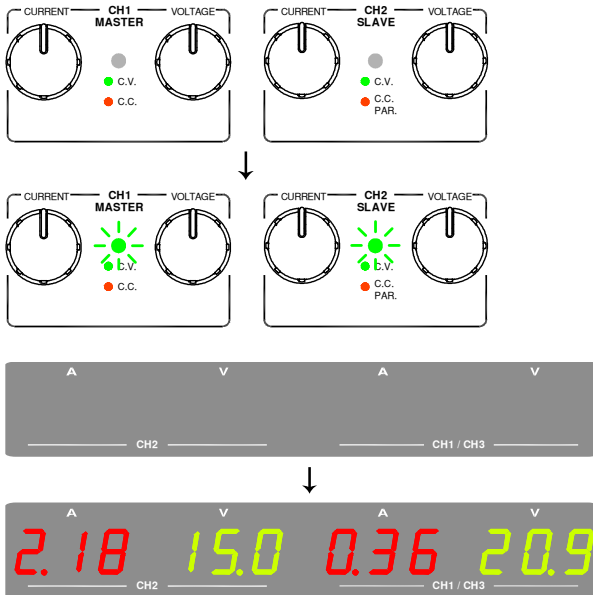 CURRENT CH1 VOLTAGE
MASTER
C.V.
C.C.
CURRENT CH2 VOLTAGE
SLAVE
C.V.
C.C.
PAR.
CURRENT CH1 VOLTAGE
MASTER
C.V.
C.C.
CURRENT CH2 VOLTAGE
SLAVE
C.V.
C.C.
PAR.
A V A V
CH2 CH1 / CH3
A V A V
2.18 15.0 0.36 20.9
CH2 CH1 / CH3